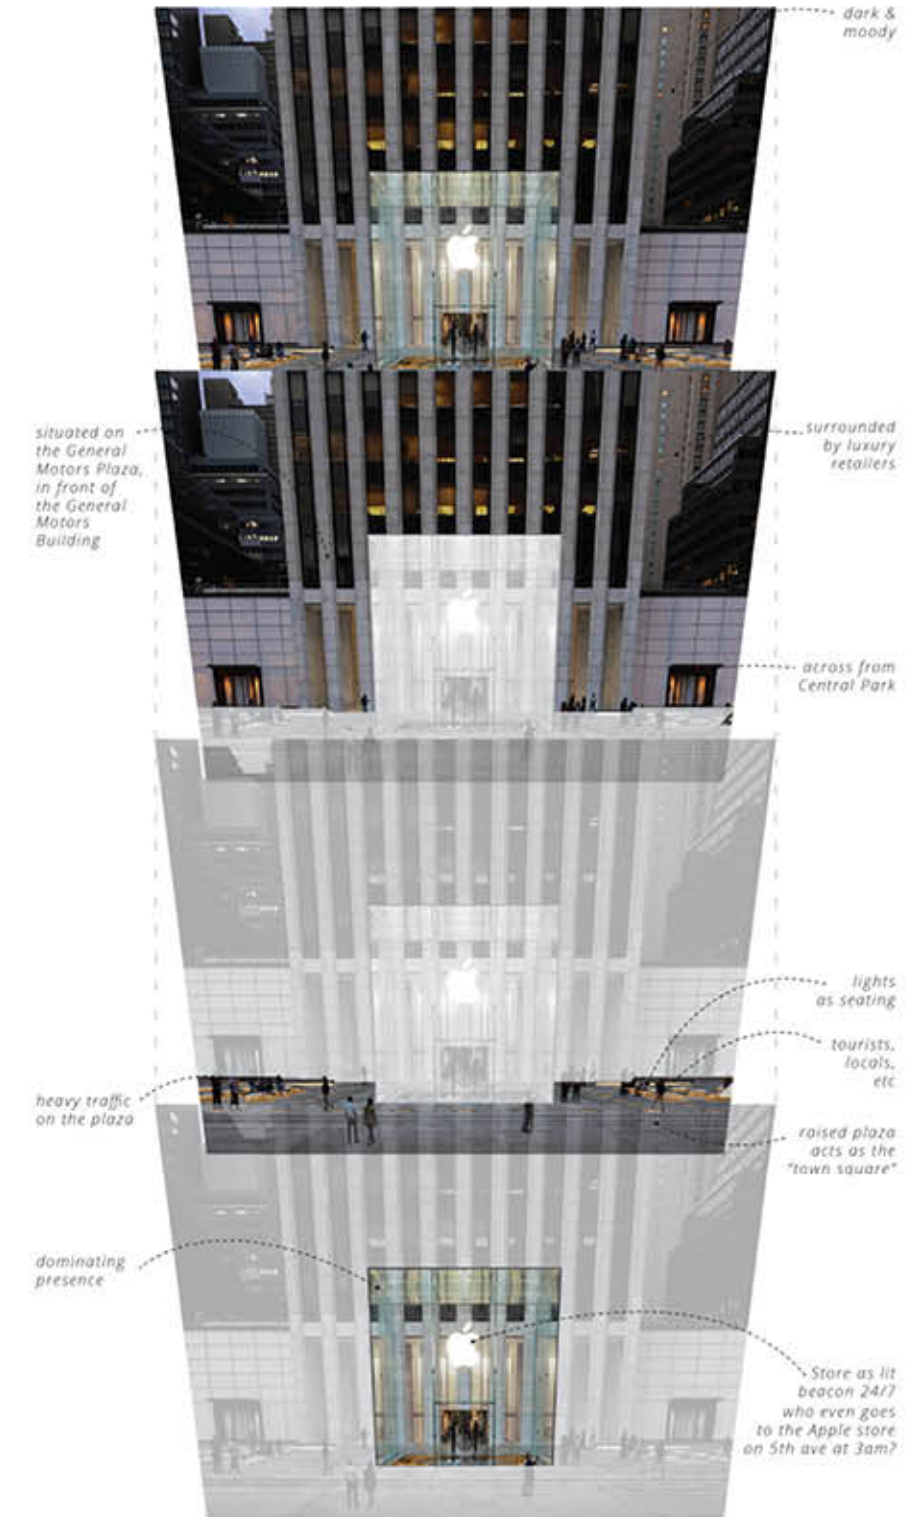 dark &
moody
situated on
the General
Motors Plaza,
in front of
the General
Motors
Building
surrounded
by luxury
retailers
across from
Central Park
lights
as seating
tourists,
locals,
etc
heavy traffic
on the plaza
raised plaza
acts as the
"town square"
dominating
presence
Store as lit
beacon 24/7
who even goes
to the Apple store
on 5th ave at 3am?